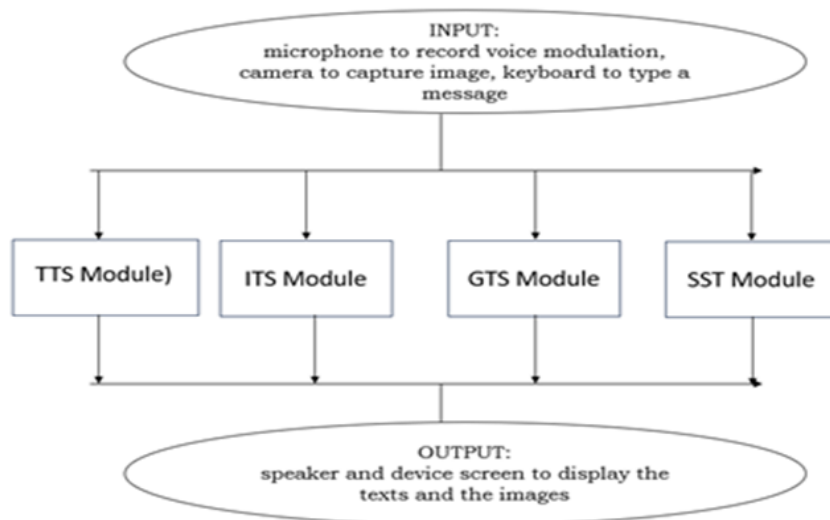 INPUT:
microphone to record voice modulation,
camera to capture image, keyboard to type a
message
TTS Module)
ITS Module
GTS Module
SST Module
OUTPUT:
speaker and device screen to display the
texts and the images